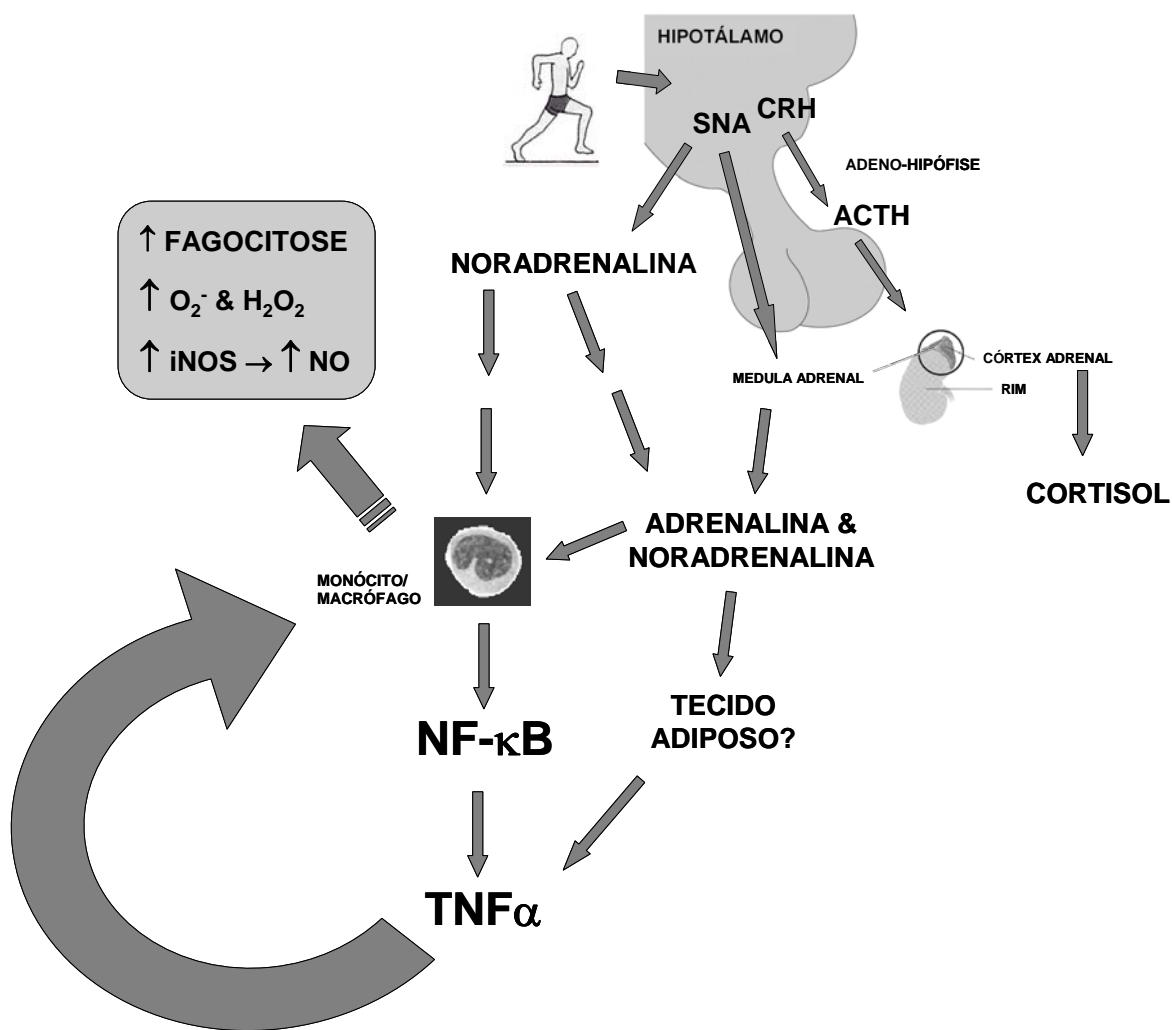 HIPOTÁLAMO
SNA
CRH
ADENO-HIPÓFISE
ACTH
↑ FAGOCITOSE
↑ O₂⁻ & H₂O₂
↑ iNOS → ↑ NO
NORADRENALINA
MEDULA ADRENAL
CÓRTEX ADRENAL
RIM
CORTISOL
ADRENALINA &
NORADRENALINA
MONÓCITO/
MACRÓFAGO
TECIDO
ADIPOSO?
NF-κB
TNFα